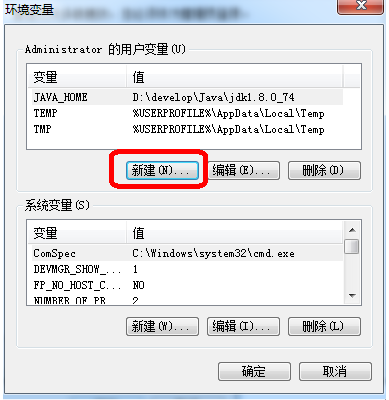 环境变量
Administrator 的用户变量(U)
变量 值
JAVA_HOME D:\develop\Java\jdk1.8.0_74
TEMP %USERPROFILE%\AppData\Local\Temp
TMP %USERPROFILE%\AppData\Local\Temp
新建(N)... 编辑(E)... 删除(D)
系统变量(S)
变量 值
ComSpec C:\Windows\system32\cmd.exe
DEVMGR_SHOW_... 1
FP_NO_HOST_C... NO
NUMBER_OF_PR... 2
新建(W)... 编辑(I)... 删除(L)
确定 取消